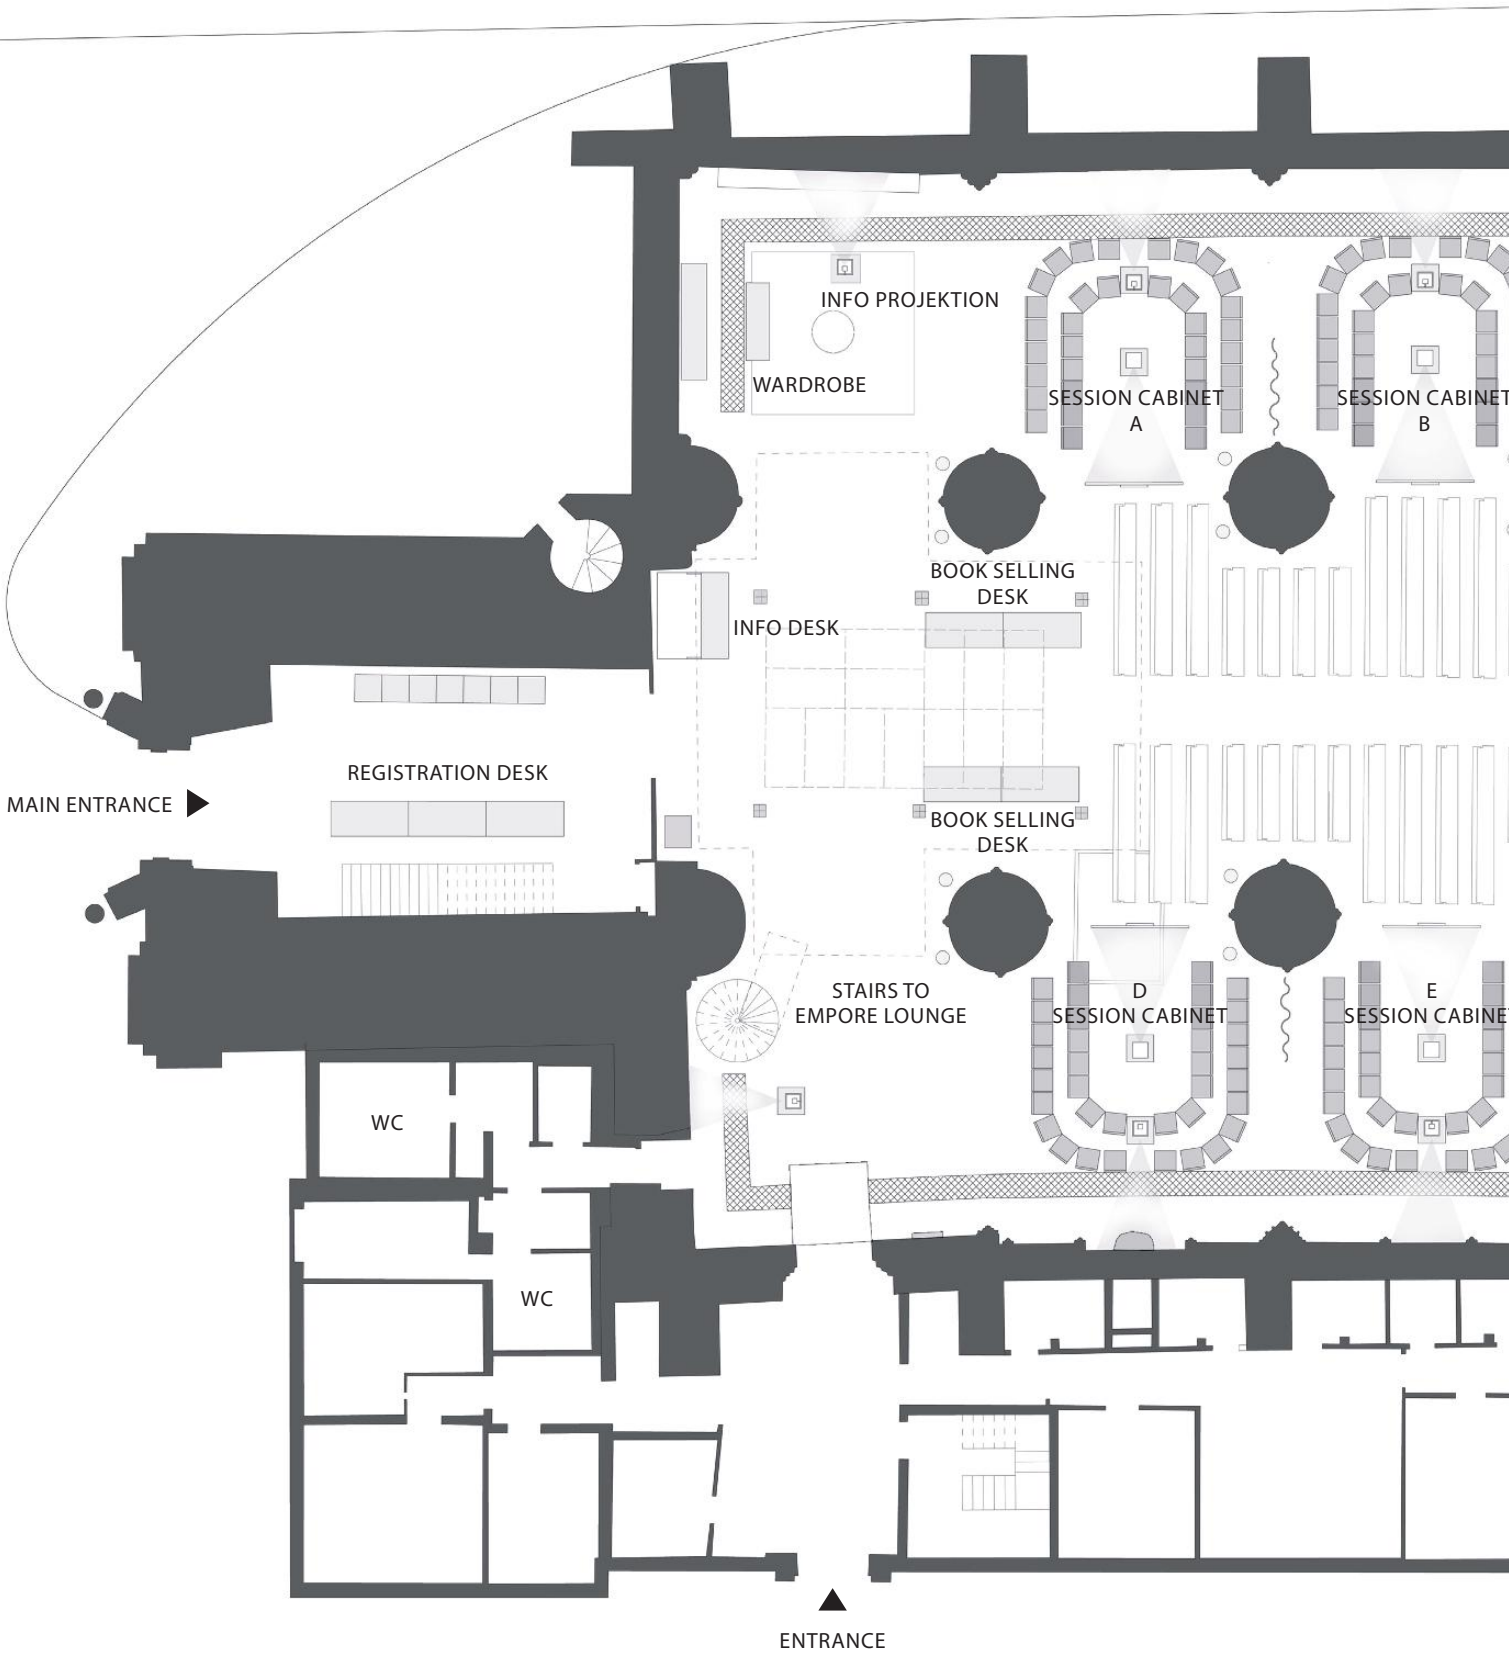 INFO PROJEKTION
WARDROBE
SESSION CABINET
A
SESSION CABINET
B
BOOK SELLING
DESK
INFO DESK
REGISTRATION DESK
MAIN ENTRANCE
BOOK SELLING
DESK
STAIRS TO
EMPORE LOUNGE
D
SESSION CABINET
E
SESSION CABINE
WC
WC
ENTRANCE